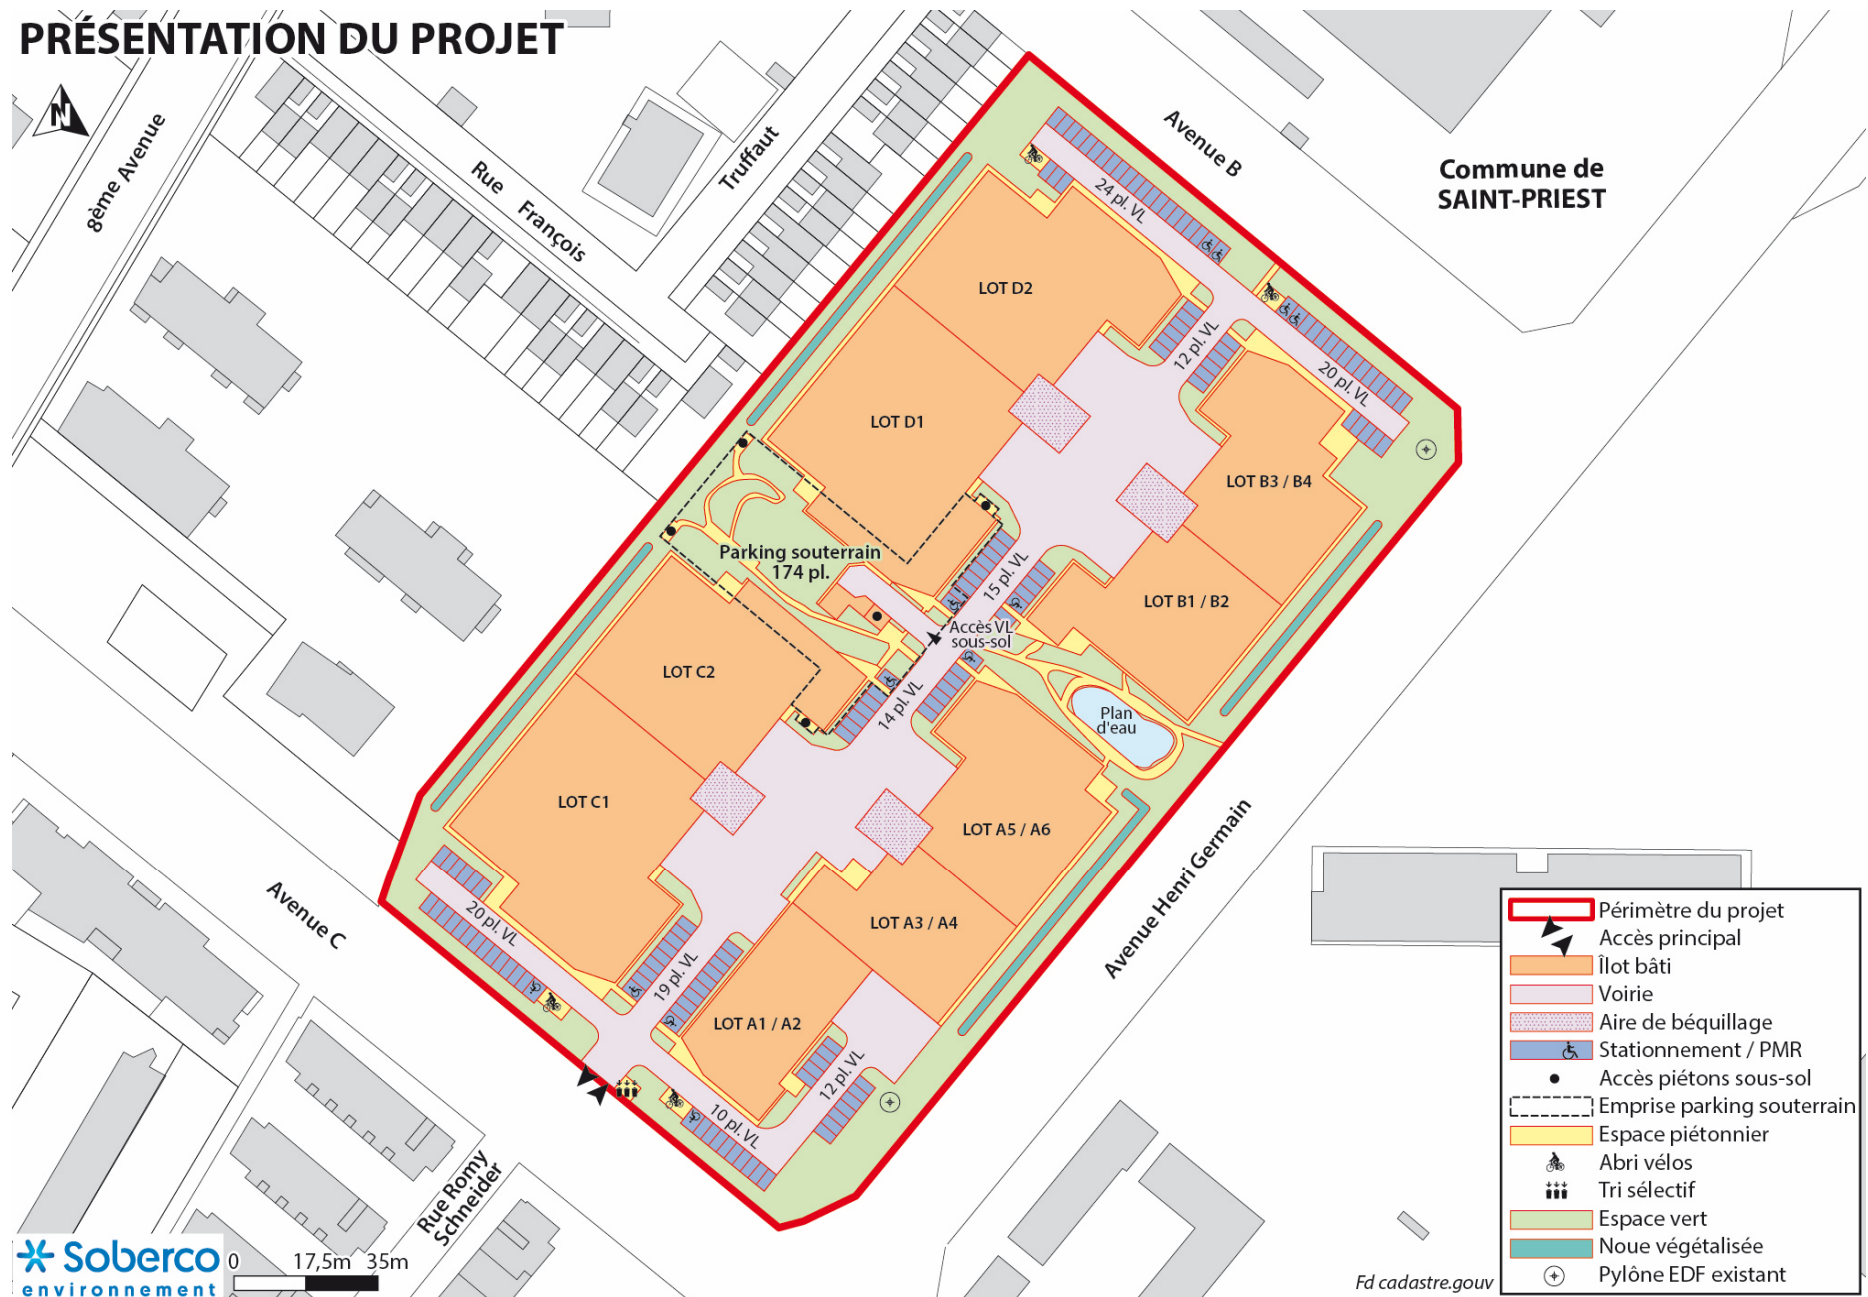 PRÉSENTATION DU PROJET
N
8ème Avenue
Rue
François
Truffaut
Avenue B
Commune de
SAINT-PRIEST
24 pl. VL
LOT D2
12 pl. VL
20 pl. VL
LOT D1
LOT B3 / B4
Parking souterrain
174 pl.
15 pl. VL
LOT B1 / B2
Accès VL
sous-sol
LOT C2
14 pl. VL
Plan
d'eau
LOT C1
LOT A5 / A6
Avenue Henri Germain
Avenue C
20 pl. VL
LOT A3 / A4
19 pl. VL
LOT A1 / A2
12 pl. VL
10 pl. VL
Rue Romy
Schneider
Périmètre du projet
Accès principal
Îlot bâti
Voirie
Aire de béquillage
Stationnement / PMR
Accès piétons sous-sol
Emprise parking souterrain
Espace piétonnier
Abri vélos
Tri sélectif
Espace vert
Noue végétalisée
Pylône EDF existant
Soberco
environnement
0 17,5m 35m
Fd cadastre.gouv